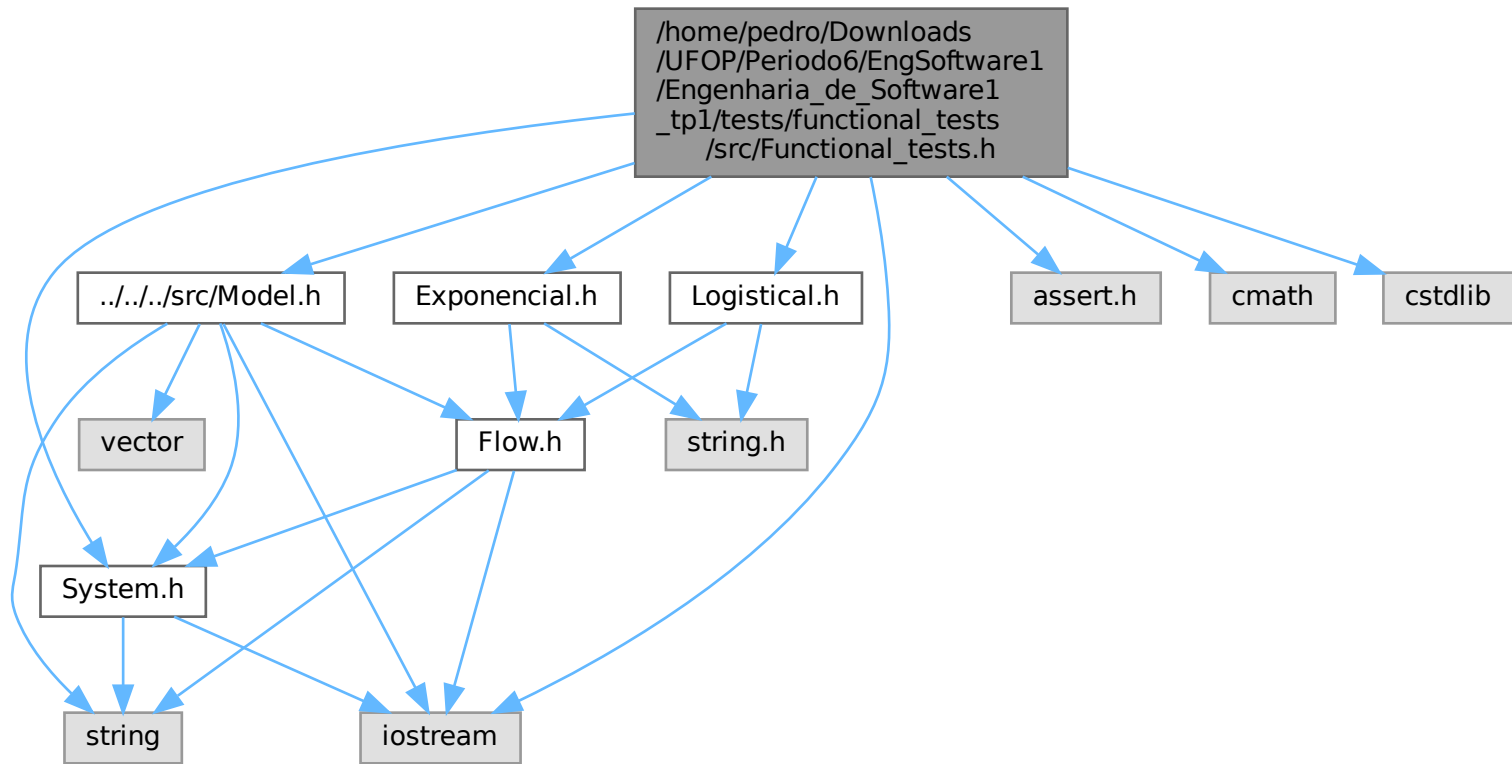 /home/pedro/Downloads
/UFOP/Periodo6/EngSoftware1
/Engenharia_de_Software1
_tp1/tests/functional_tests
/src/Functional_tests.h
../../../src/Model.h
Exponencial.h
Logistical.h
assert.h
cmath
cstdlib
vector
Flow.h
string.h
System.h
string
iostream